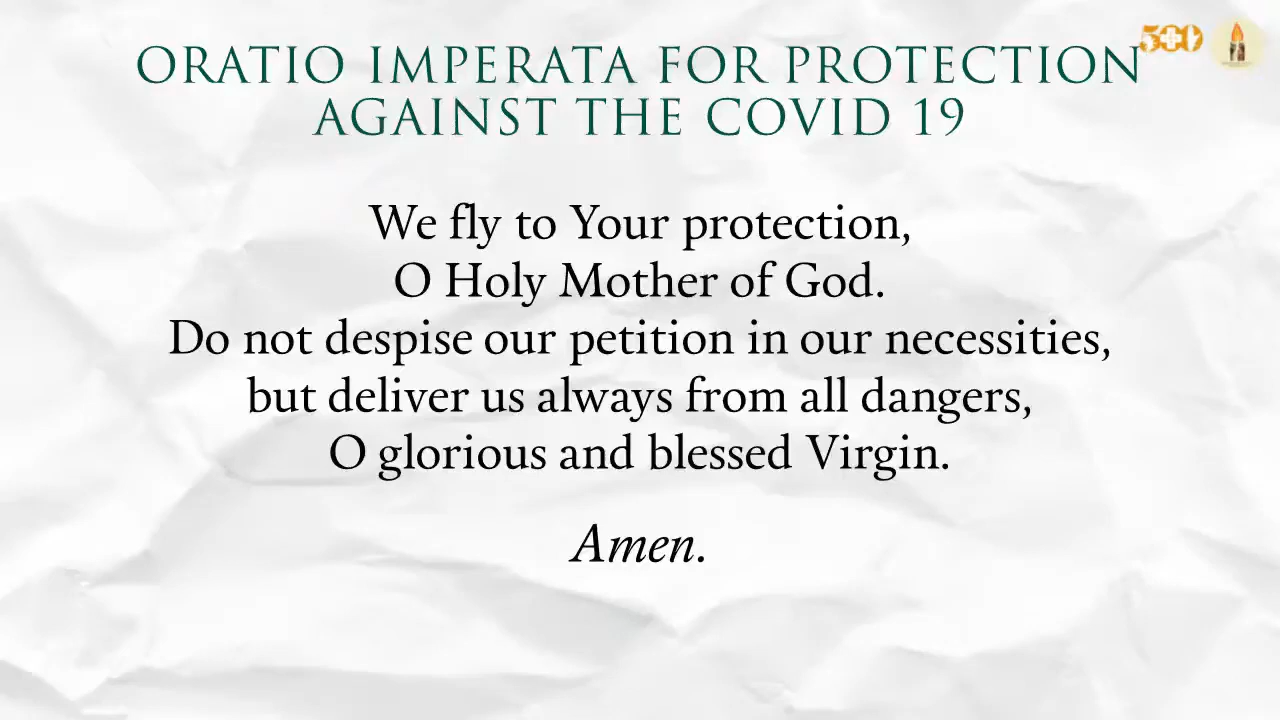 ORATIO IMPERATA FOR PROTECTION
AGAINST THE COVID 19
500
We fly to Your protection,
O Holy Mother of God.
Do not despise our petition in our necessities,
but deliver us always from all dangers,
O glorious and blessed Virgin.
Amen.